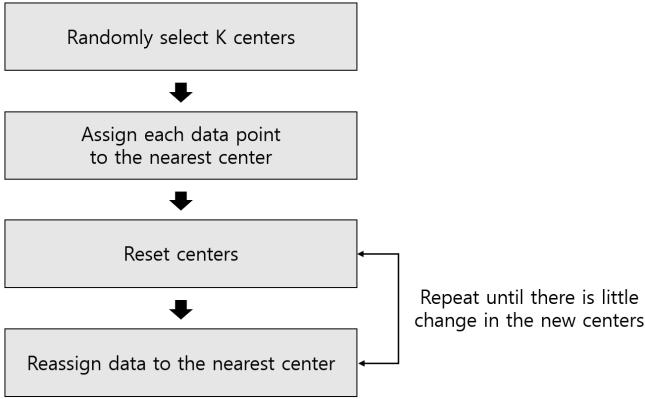 Randomly select K centers
Assign each data point
to the nearest center
Reset centers
Repeat until there is little
change in the new centers
Reassign data to the nearest center